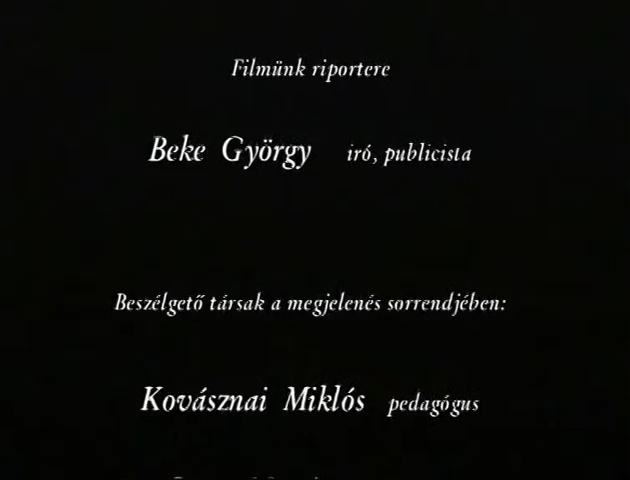 Filmünk riportere
Beke György iró, publicista
Beszélgető társak a megjelenés sorrendjében:
Kovásznai Miklós pedagógus